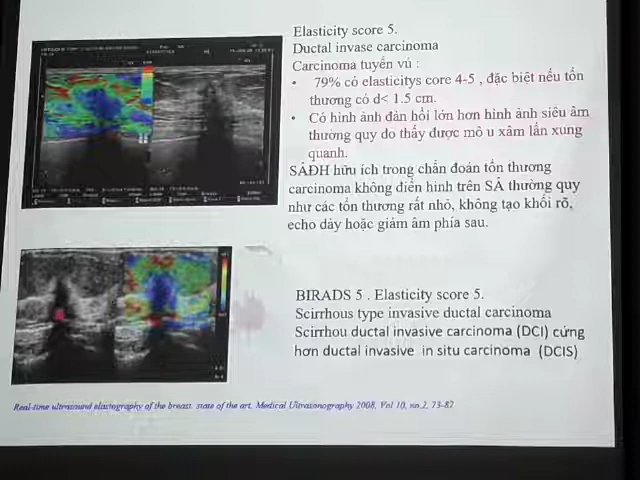 Elasticity score 5.
Ductal invase carcinoma
Carcinoma tuyến vú :
• 79% có elasticitys core 4-5 , đặc biệt nếu tổn
thương có d< 1.5 cm.
• Có hình ảnh đàn hồi lớn hơn hình ảnh siêu âm
thường quy do thấy được mô u xâm lấn xung
quanh.
SÂĐH hữu ích trong chẩn đoán tổn thương
carcinoma không điển hình trên SÂ thường quy
như các tổn thương rất nhỏ, không tạo khối rõ,
echo dày hoặc giảm âm phía sau.
BIRADS 5 . Elasticity score 5.
Scirrhous type invasive ductal carcinoma
Scirrhou ductal invasive carcinoma (DCI) cứng
hơn ductal invasive in situ carcinoma (DCIS)
Real-time ultrasound elastography of the breast. state of the art. Medical Ultrasonography 2008, Vol 10, no.2, 73-82